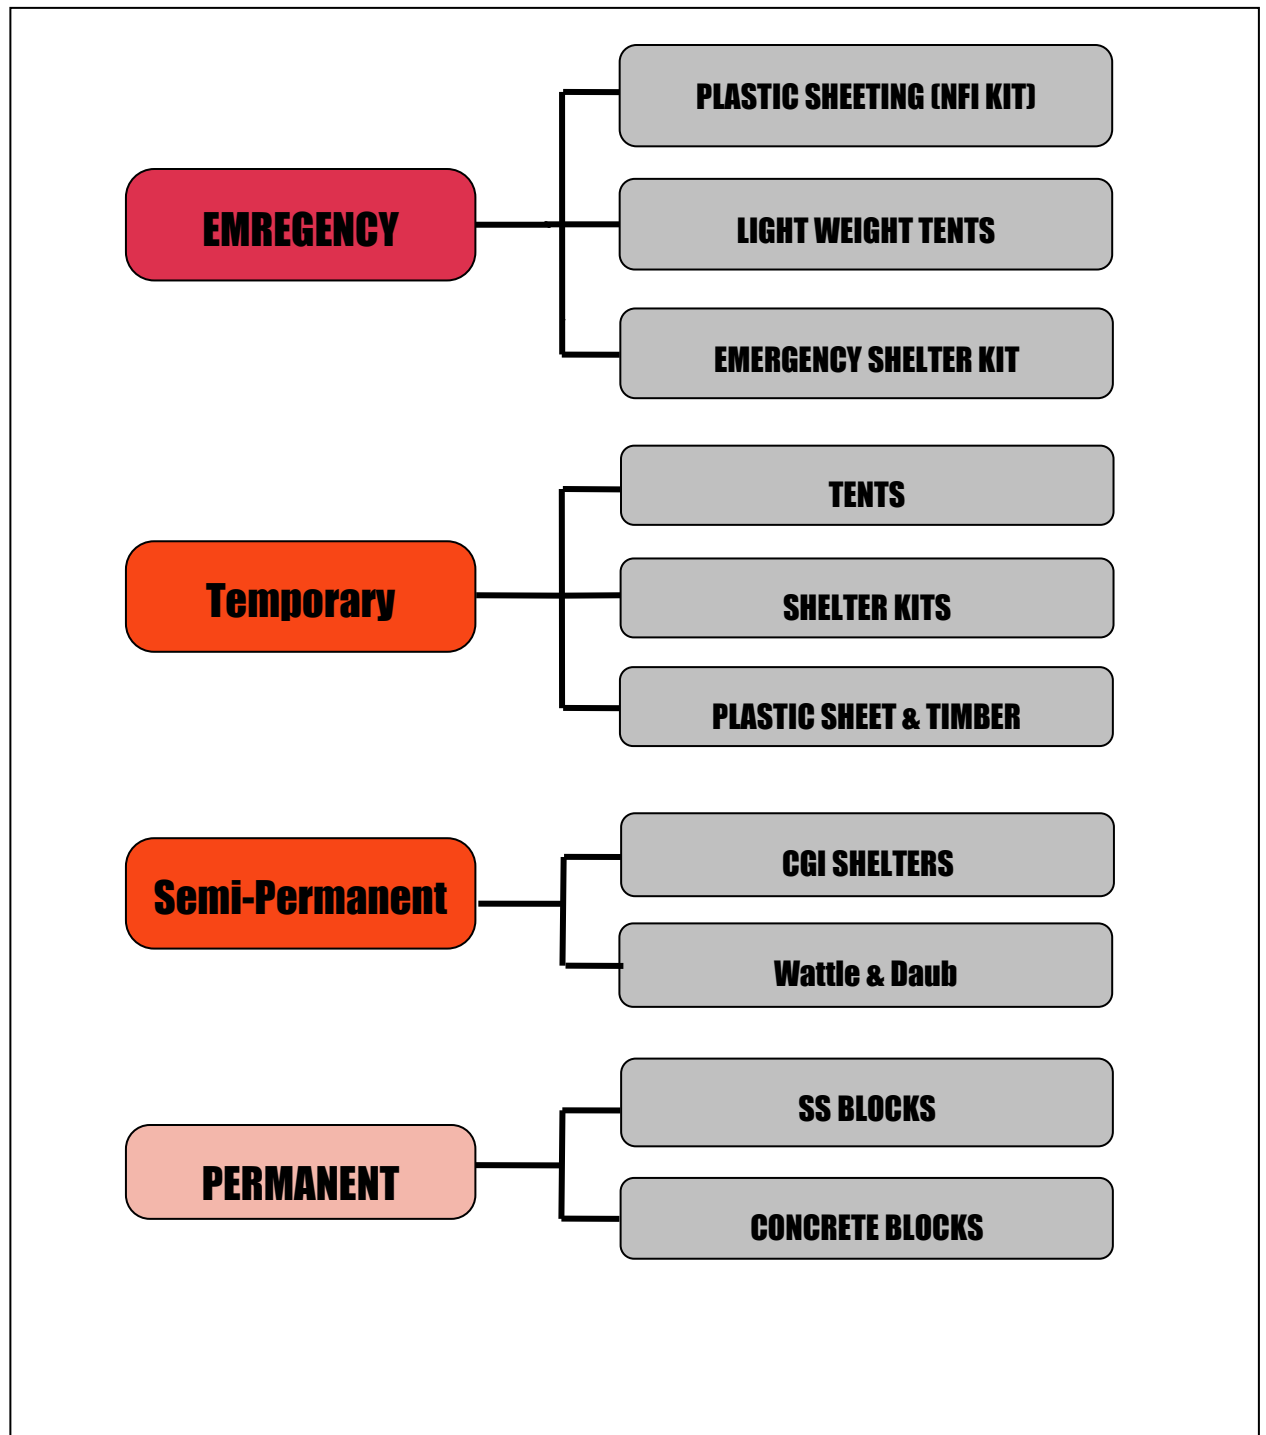 EMREGENCY
PLASTIC SHEETING (NFI KIT)
LIGHT WEIGHT TENTS
EMERGENCY SHELTER KIT
Temporary
TENTS
SHELTER KITS
PLASTIC SHEET & TIMBER
Semi-Permanent
CGI SHELTERS
Wattle & Daub
PERMANENT
SS BLOCKS
CONCRETE BLOCKS